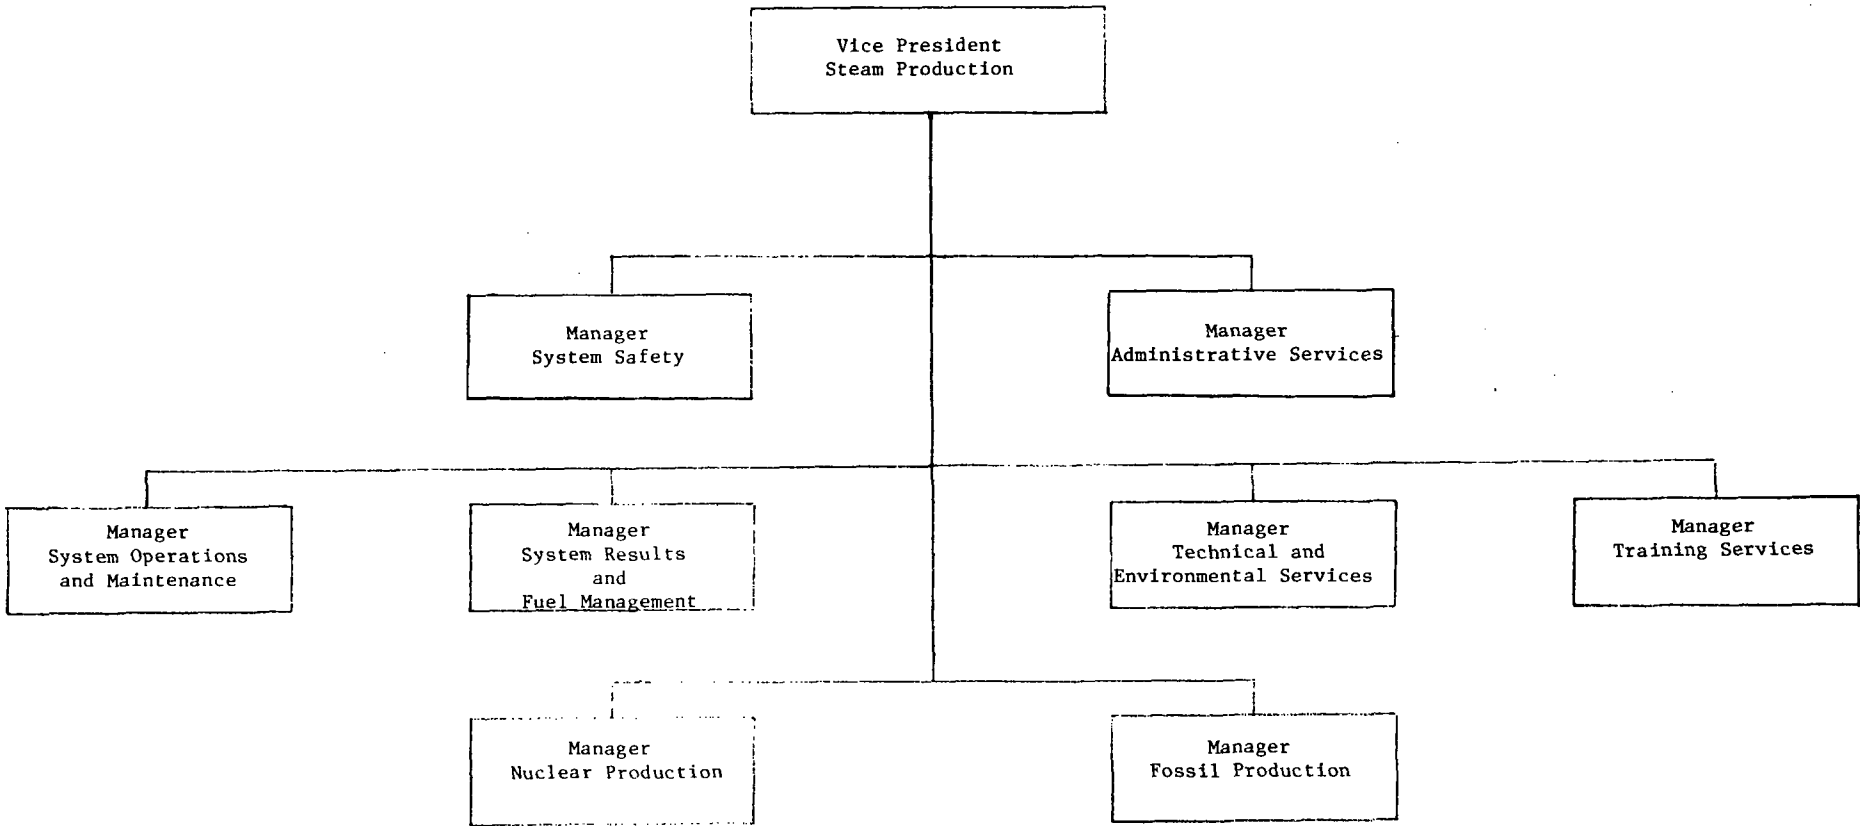 Vice President
Steam Production
Manager
System Safety
Manager
Administrative Services
Manager
System Operations
and Maintenance
Manager
System Results
and
Fuel Management
Manager
Technical and
Environmental Services
Manager
Training Services
Manager
Nuclear Production
Manager
Fossil Production